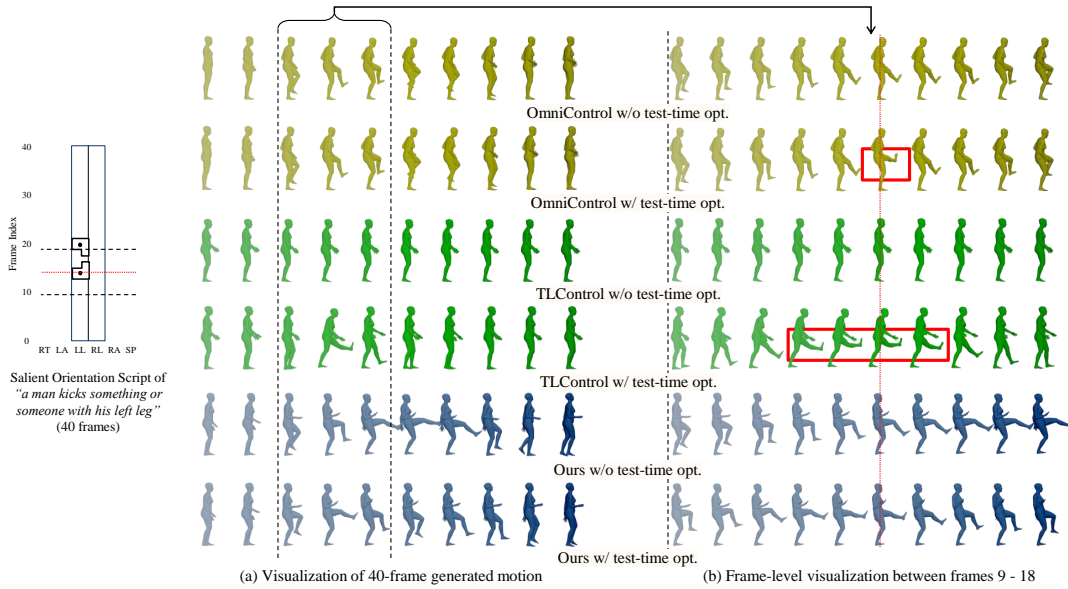 OmniControl w/o test-time opt.
OmniControl w/ test-time opt.
TLControl w/o test-time opt.
TLControl w/ test-time opt.
Ours w/o test-time opt.
Ours w/ test-time opt.
Frame Index
40
30
20
10
0
RT LA LL RL RA SP
Salient Orientation Script of
“a man kicks something or
someone with his left leg”
(40 frames)
(a) Visualization of 40-frame generated motion
(b) Frame-level visualization between frames 9 - 18